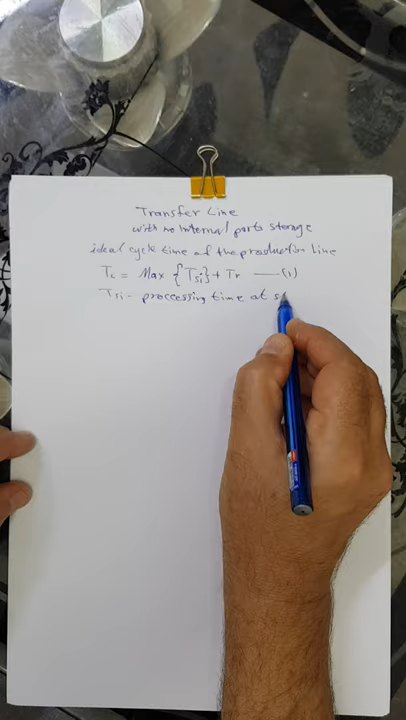 Transfer Line
with no internal parts storage
ideal cycle time of the production line
Tc = Max {Tsi} + Tr — (1)
Tsi - proccessing time at s